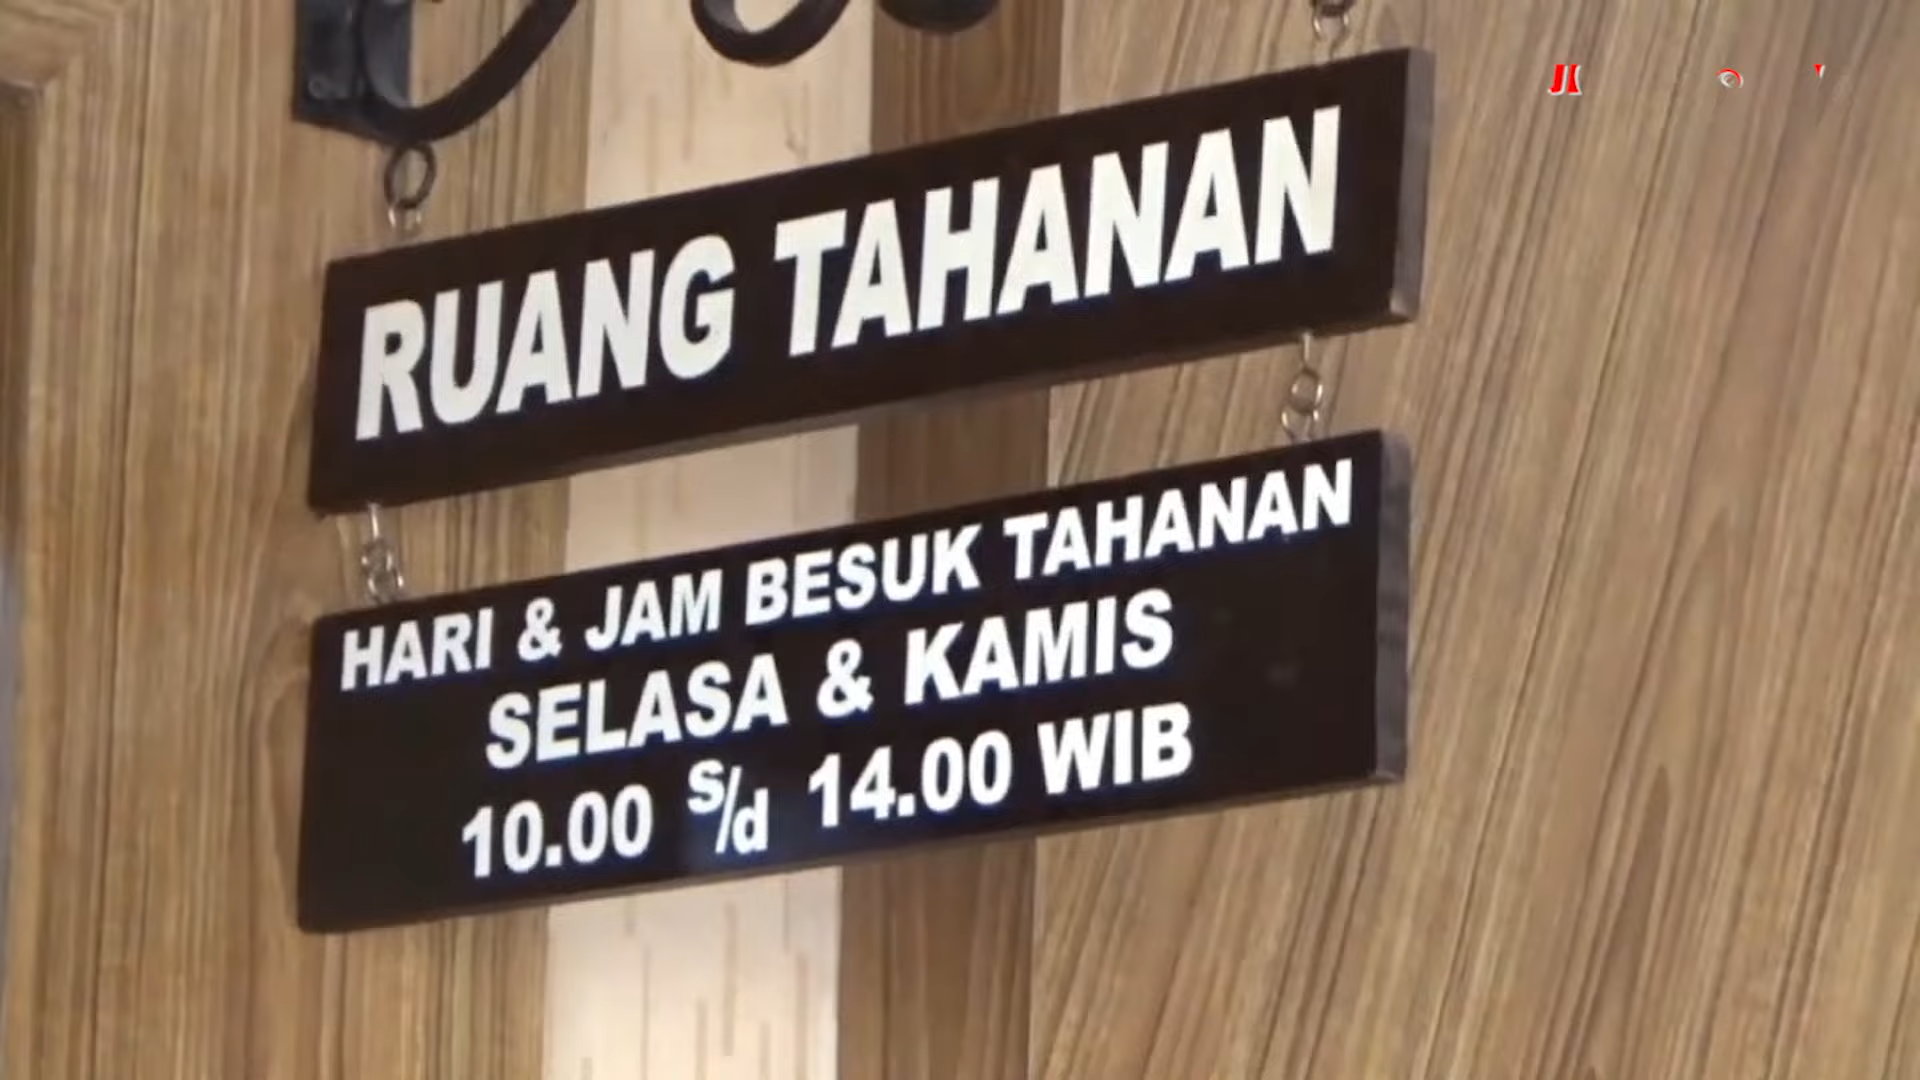 RUANG TAHANAN
HARI & JAM BESUK TAHANAN
SELASA & KAMIS
10.00 s/d 14.00 WIB